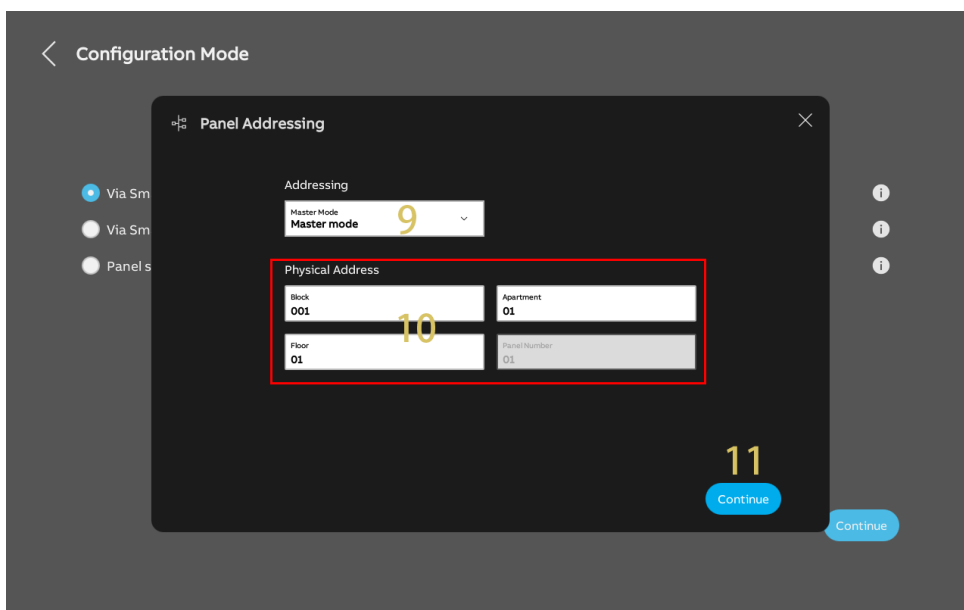 Configuration Mode
Panel Addressing
Addressing
Master Mode
Master mode
9
Via Sm
Via Sm
Panel s
Physical Address
Block
001
Apartment
01
10
Floor
01
Panel Number
01
11
Continue
Continue